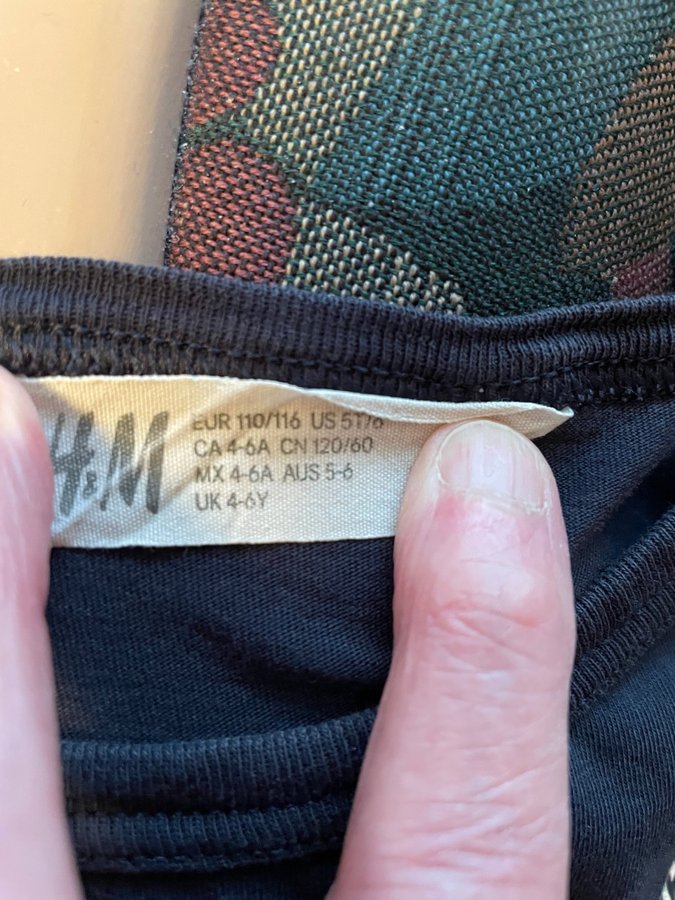 H&M
EUR 110/116 US 5T/6
CA 4-6A CN 120/60
MX 4-6A AUS 5-6
UK 4-6Y